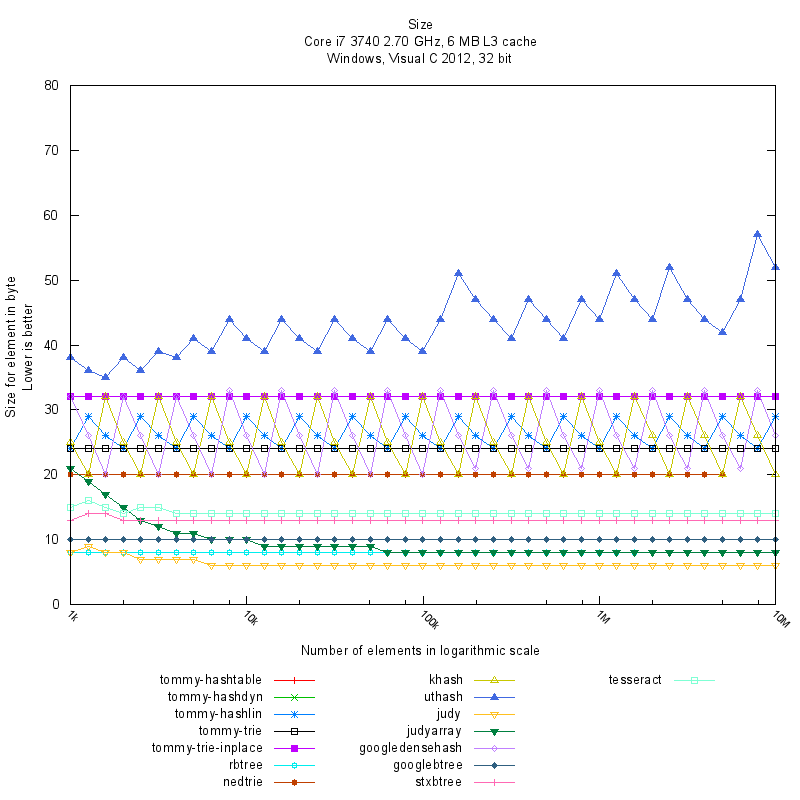 Size
Core i7 3740 2.70 GHz, 6 MB L3 cache
Windows, Visual C 2012, 32 bit
80
70
60
50
40
30
20
10
0
Size for element in byte
Lower is better
1k
10k
100k
1M
10M
Number of elements in logarithmic scale
tommy-hashtable
tommy-hashdyn
tommy-hashlin
tommy-trie
tommy-trie-inplace
rbtree
nedtrie
khash
uthash
judy
judyarray
googledensehash
googlebtree
stxbtree
tesseract